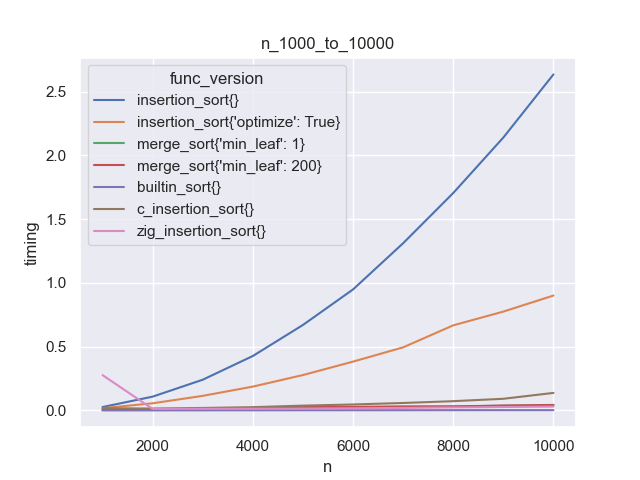 n_1000_to_10000
func_version
insertion_sort{}
insertion_sort{'optimize': True}
merge_sort{'min_leaf': 1}
merge_sort{'min_leaf': 200}
builtin_sort{}
c_insertion_sort{}
zig_insertion_sort{}
2.5
2.0
1.5
1.0
0.5
0.0
timing
2000 4000 6000 8000 10000
n